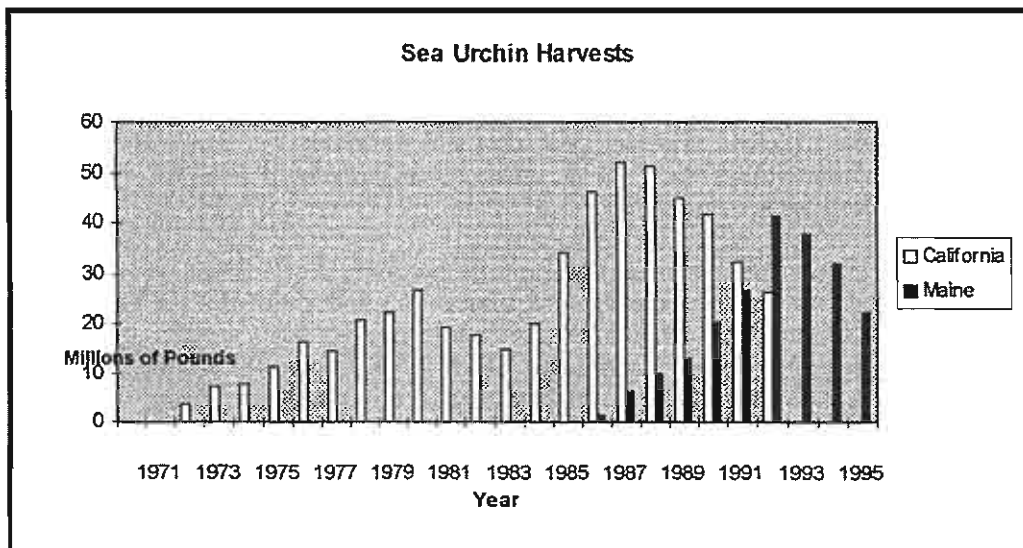 Sea Urchin Harvests
60
50
40
30
20
10
0
Millions of Pounds
California
Maine
1971 1973 1975 1977 1979 1981 1983 1985 1987 1989 1991 1993 1995
Year